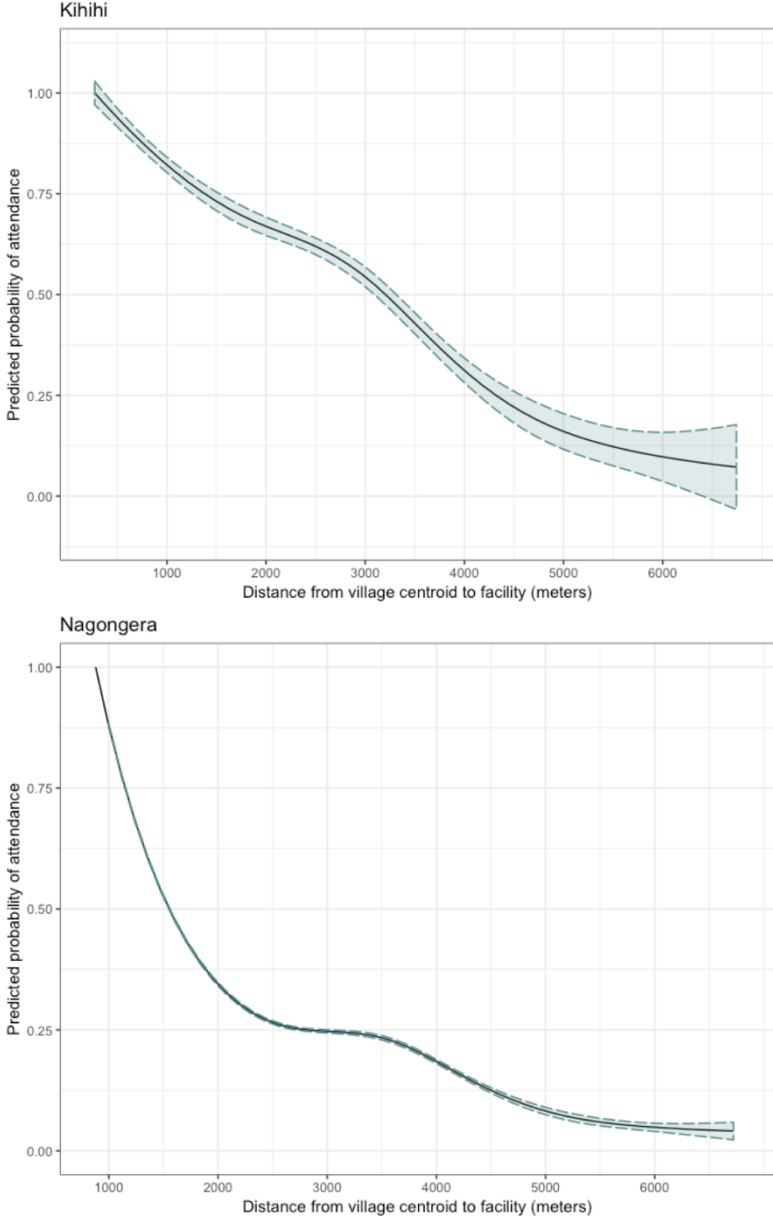 Kihihi
1.00
0.75
0.50
0.25
0.00
Predicted probability of attendance
1000 2000 3000 4000 5000 6000
Distance from village centroid to facility (meters)
Nagongera
1.00
0.75
0.50
0.25
0.00
Predicted probability of attendance
1000 2000 3000 4000 5000 6000
Distance from village centroid to facility (meters)